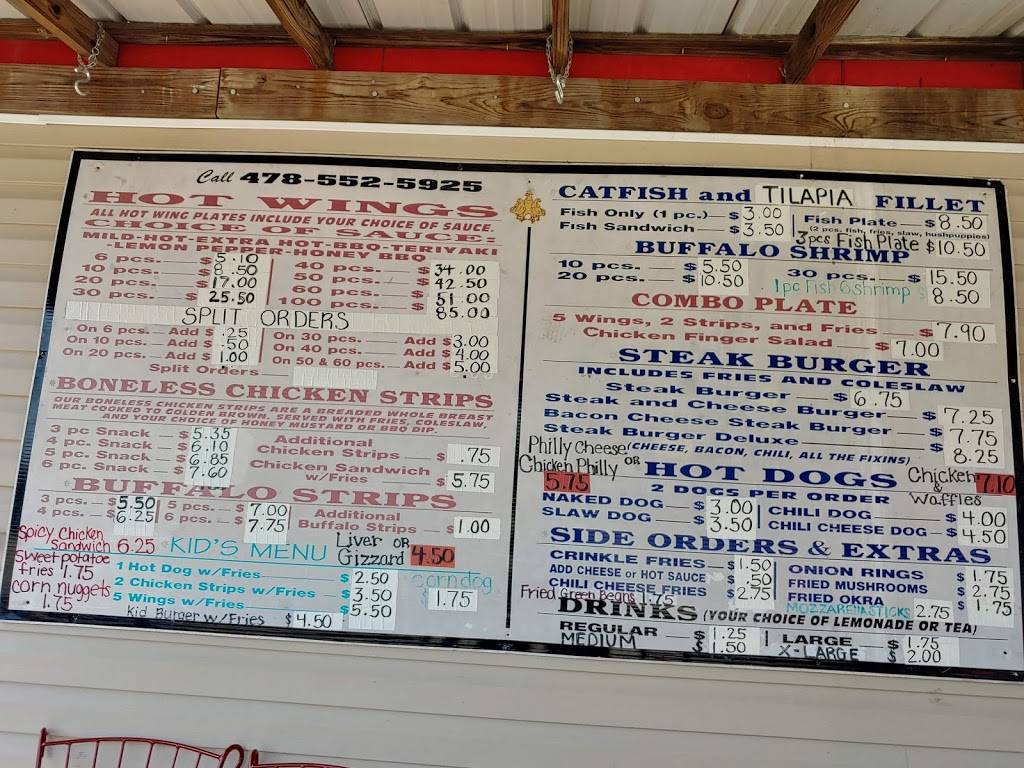 Call 478-552-5925
HOT WINGS
ALL HOT WING PLATES INCLUDE YOUR CHOICE OF SAUCE.
CHOICE OF SAUCE:
MILD-HOT-EXTRA HOT-BBQ-TERIYAKI
-LEMON PEPPER-HONEY BBQ
6 pcs. $5.10
10 pcs. $8.50
20 pcs. $17.00
30 pcs. $25.50
40 pcs. $34.00
50 pcs. $42.50
60 pcs. $51.00
100 pcs. $85.00
SPLIT ORDERS
On 6 pcs. Add $.25
On 10 pcs. Add $.50
On 20 pcs. Add $1.00
On 30 pcs. Add $3.00
On 40 pcs. Add $4.00
On 50 & 60 pcs. Add $5.00
Split Orders
BONELESS CHICKEN STRIPS
OUR BONELESS CHICKEN STRIPS ARE A BREADED WHOLE BREAST
MEAT COOKED TO GOLDEN BROWN. SERVED WITH FRIES, COLESLAW,
AND YOUR CHOICE OF HONEY MUSTARD OR BBQ DIP.
3 pc Snack $5.35
4 pc. Snack $6.10
5 pc. Snack $6.85
6 pc. Snack $7.60
Additional
Chicken Strips $.75
Chicken Sandwich
w/Fries $5.75
BUFFALO STRIPS
3 pcs. $5.50
4 pcs. $6.25
5 pcs. $7.00
6 pcs. $7.75
Additional
Buffalo Strips $1.00
Spicy Chicken
Sandwich 6.25
KID'S MENU
Liver OR
Gizzard 4.50
sweet potatoe
fries 1.75
corn nuggets
1.75
1 Hot Dog w/Fries $2.50
2 Chicken Strips w/Fries $3.50
5 Wings w/Fries $5.50
Kid Burger w/Fries $4.50
corndog
1.75
CATFISH and TILAPIA FILLET
Fish Only (1 pc.) $3.00
Fish Sandwich $3.50
Fish Plate $8.50
(2 pcs. fish, fries, slaw, hushpuppies)
3pcs Fish Plate $10.50
BUFFALO SHRIMP
10 pcs. $5.50
20 pcs. $10.50
30 pcs. $15.50
1pc Fish 6 shrimp $8.50
COMBO PLATE
5 Wings, 2 Strips, and Fries $7.90
Chicken Finger Salad $7.00
STEAK BURGER
INCLUDES FRIES AND COLESLAW
Steak Burger $6.75
Steak and Cheese Burger $7.25
Bacon Cheese Steak Burger $7.75
Steak Burger Deluxe $8.25
(CHEESE, BACON, CHILI, ALL THE FIXINS)
Philly Cheese OR
Chicken Philly
5.75
HOT DOGS
2 DOGS PER ORDER
Chicken
&
Waffles
7.10
NAKED DOG $3.00
SLAW DOG $3.50
CHILI DOG $4.00
CHILI CHEESE DOG $4.50
SIDE ORDERS & EXTRAS
CRINKLE FRIES $1.50
ADD CHEESE or HOT SAUCE $.50
CHILI CHEESE FRIES $2.75
Fried Green Beans 1.75
ONION RINGS $1.75
FRIED MUSHROOMS $2.75
FRIED OKRA $1.75
MOZZARELLA STICKS 2.75
DRINKS (YOUR CHOICE OF LEMONADE OR TEA)
REGULAR $1.25
MEDIUM $1.50
LARGE $1.75
X-LARGE $2.00